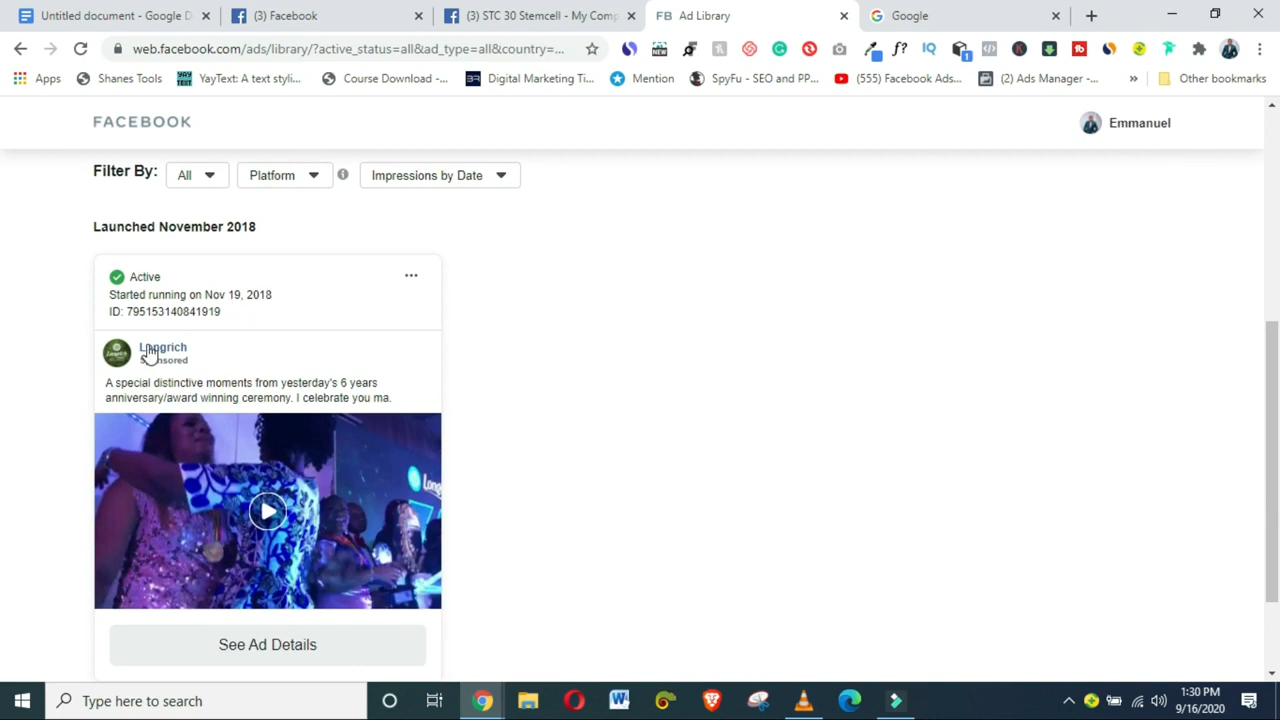 Untitled document - Google D
(3) Facebook
(3) STC 30 Stemcell - My Comp
FB Ad Library
Google
web.facebook.com/ads/library/?active_status=all&ad_type=all&country=...
NEW
f?
IQ
1
Apps
Shanes Tools
YayText: A text styli...
Course Download -...
Digital Marketing Ti...
Mention
SpyFu - SEO and PP...
(555) Facebook Ads...
(2) Ads Manager -...
»
Other bookmarks
FACEBOOK
Emmanuel
Filter By:
All
Platform
Impressions by Date
Launched November 2018
Active
Started running on Nov 19, 2018
ID: 795153140841919
Longrich
Sponsored
A special distinctive moments from yesterday's 6 years
anniversary/award winning ceremony. I celebrate you ma.
See Ad Details
Type here to search
1:30 PM
9/16/2020